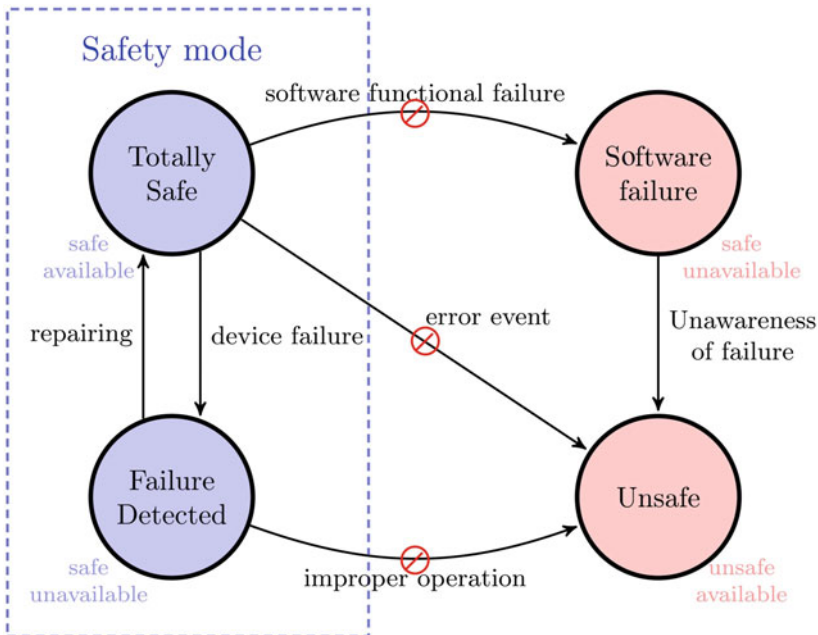 Safety mode
software functional failure
Totally
Safe
Software
failure
safe
available
safe
unavailable
repairing
device failure
error event
Unawareness
of failure
Failure
Detected
Unsafe
safe
unavailable
improper operation
unsafe
available